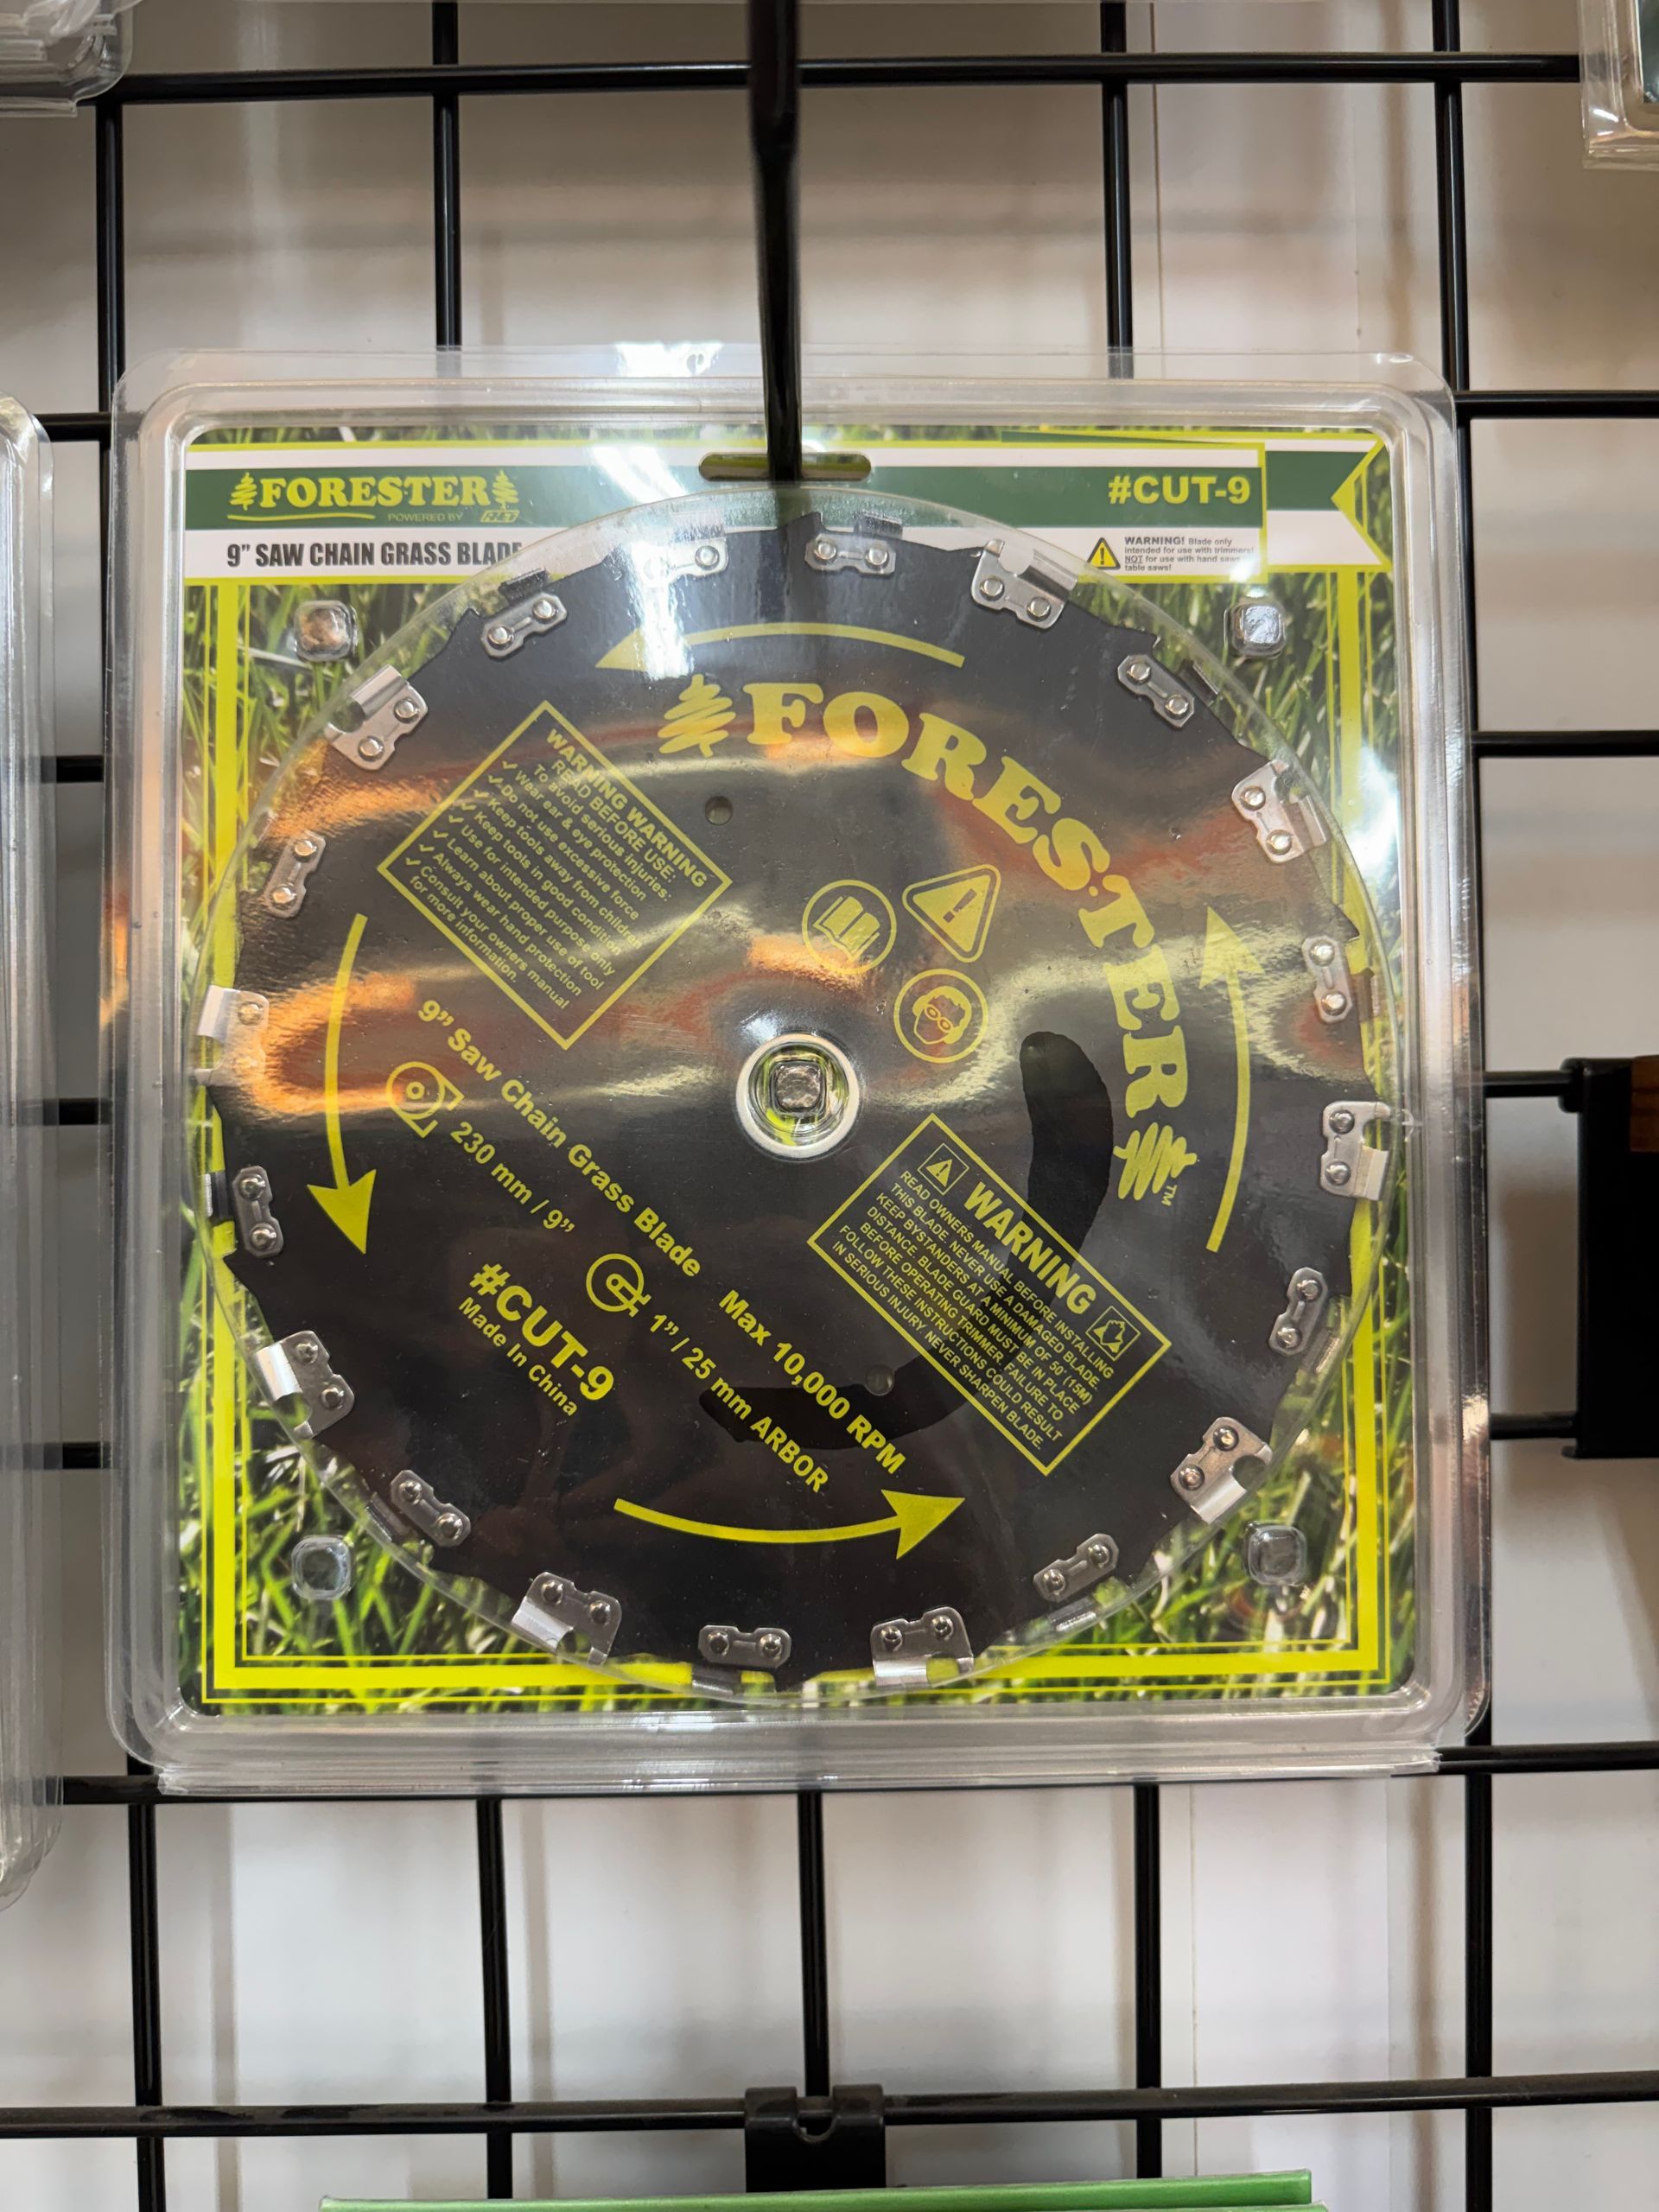 FORESTER
POWERED BY
#CUT-9
9” SAW CHAIN GRASS BLADE
WARNING! Blade only
intended for use with trimmers!
NOT for use with hand saws
table saws!
FORESTER™
WARNING WARNING
READ BEFORE USE:
To avoid serious injuries:
Wear ear & eye protection
Do not use excessive force
Keep tools away from children
Keep tools in good condition
Use for intended purpose only
Learn about proper use of tool
Always wear hand protection
Consult your owners manual
for more information.
9” Saw Chain Grass Blade
230 mm / 9”
Max 10,000 RPM
1” / 25 mm ARBOR
#CUT-9
Made In China
WARNING
READ OWNERS MANUAL BEFORE INSTALLING
THIS BLADE. NEVER USE A DAMAGED BLADE.
KEEP BYSTANDERS AT A MINIMUM OF 50' (15M)
DISTANCE. BLADE GUARD MUST BE IN PLACE
BEFORE OPERATING TRIMMER. FAILURE TO
FOLLOW THESE INSTRUCTIONS COULD RESULT
IN SERIOUS INJURY. NEVER SHARPEN BLADE.